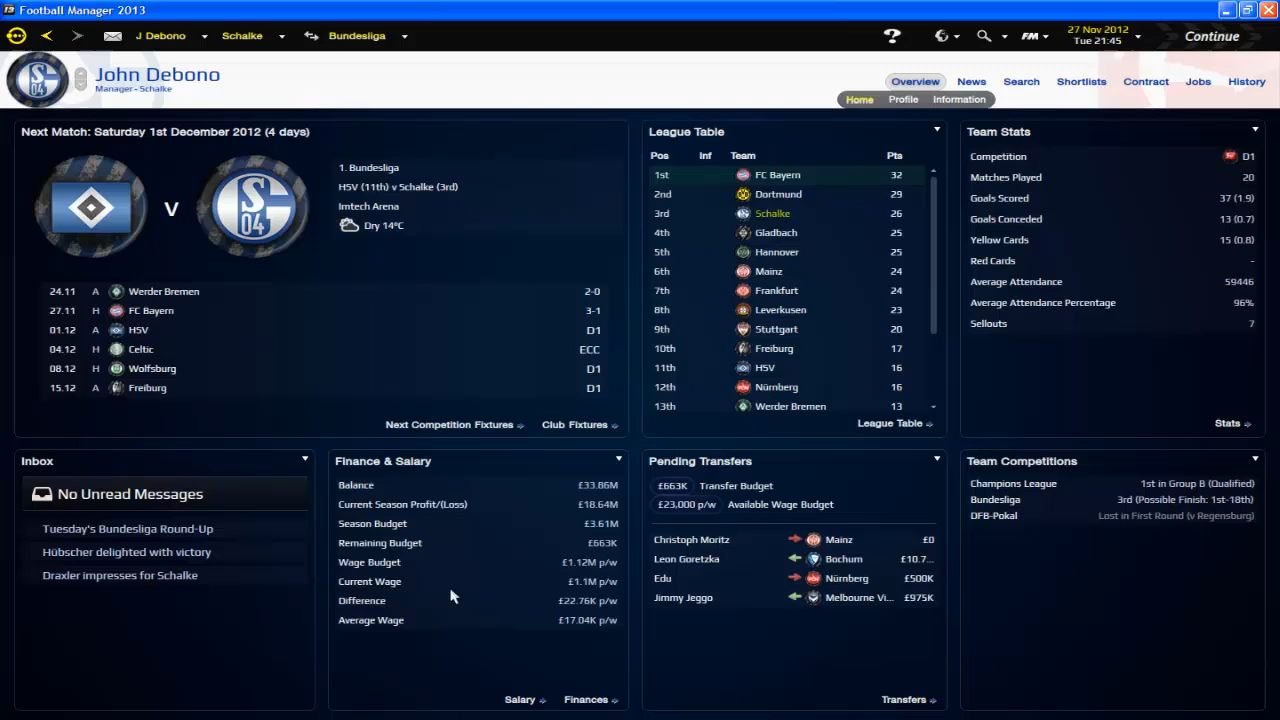 Football Manager 2013
J Debono
Schalke
Bundesliga
FM
27 Nov 2012
Tue 21:45
Continue
John Debono
Manager - Schalke
Overview News Search Shortlists Contract Jobs History
Home Profile Information
Next Match: Saturday 1st December 2012 (4 days)
V
S 04
1. Bundesliga
HSV (11th) v Schalke (3rd)
Imtech Arena
Dry 14°C
24.11 A Werder Bremen 2-0
27.11 H FC Bayern 3-1
01.12 A HSV D1
04.12 H Celtic ECC
08.12 H Wolfsburg D1
15.12 A Freiburg D1
Next Competition Fixtures Club Fixtures
League Table
Pos Inf Team Pts
1st FC Bayern 32
2nd Dortmund 29
3rd Schalke 26
4th Gladbach 25
5th Hannover 25
6th Mainz 24
7th Frankfurt 24
8th Leverkusen 23
9th Stuttgart 20
10th Freiburg 17
11th HSV 16
12th Nürnberg 16
13th Werder Bremen 13
League Table
Team Stats
Competition D1
Matches Played 20
Goals Scored 37 (1.9)
Goals Conceded 13 (0.7)
Yellow Cards 15 (0.8)
Red Cards -
Average Attendance 59446
Average Attendance Percentage 96%
Sellouts 7
Stats
Inbox
No Unread Messages
Tuesday's Bundesliga Round-Up
Hübscher delighted with victory
Draxler impresses for Schalke
Finance & Salary
Balance £33.86M
Current Season Profit/(Loss) £18.64M
Season Budget £3.61M
Remaining Budget £663K
Wage Budget £1.12M p/w
Current Wage £1.1M p/w
Difference £22.76K p/w
Average Wage £17.04K p/w
Salary Finances
Pending Transfers
£663K Transfer Budget
£23,000 p/w Available Wage Budget
Christoph Moritz Mainz £0
Leon Goretzka Bochum £10.7...
Edu Nürnberg £500K
Jimmy Jeggo Melbourne Vi... £975K
Transfers
Team Competitions
Champions League 1st in Group B (Qualified)
Bundesliga 3rd (Possible Finish: 1st-18th)
DFB-Pokal Lost in First Round (v Regensburg)